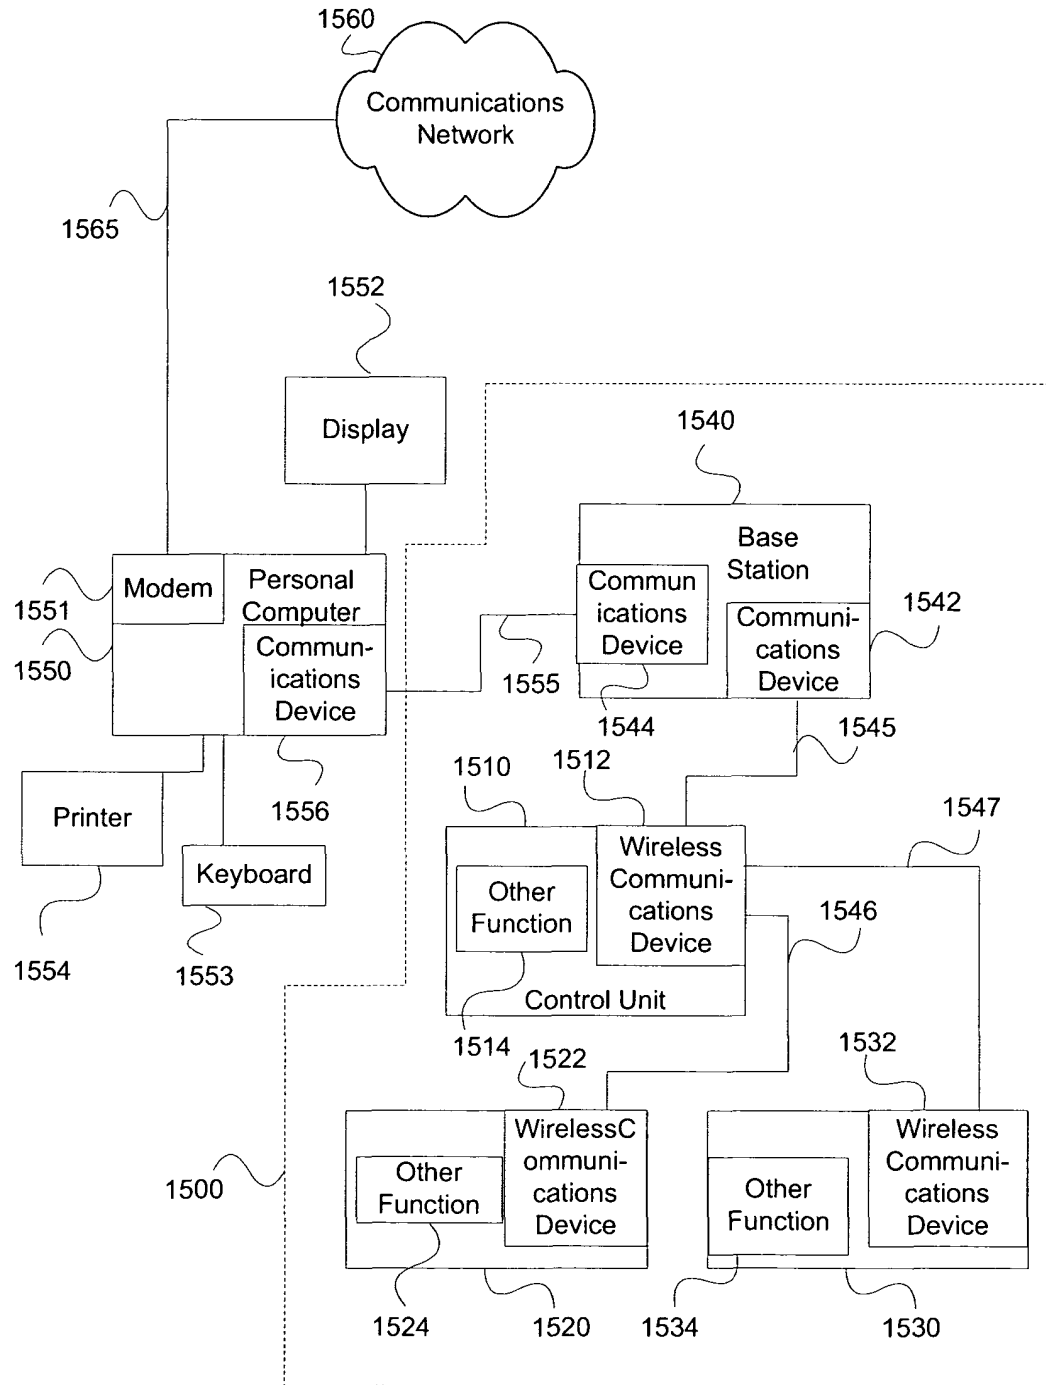 1560
Communications
Network
1565
1552
Display
1540
Base
Station
Modem
Personal
Computer
1551
1550
Commun-
ications
Device
Commun
ications
Device
Communi-
cations
Device
1542
1555
1544
1545
1556
Printer
Keyboard
1554
1553
1510
1512
1547
Other
Function
Wireless
Communi-
cations
Device
Control Unit
1546
1514
1522
1532
1500
Other
Function
WirelessC
ommuni-
cations
Device
Other
Function
Wireless
Communi-
cations
Device
1524
1520
1534
1530